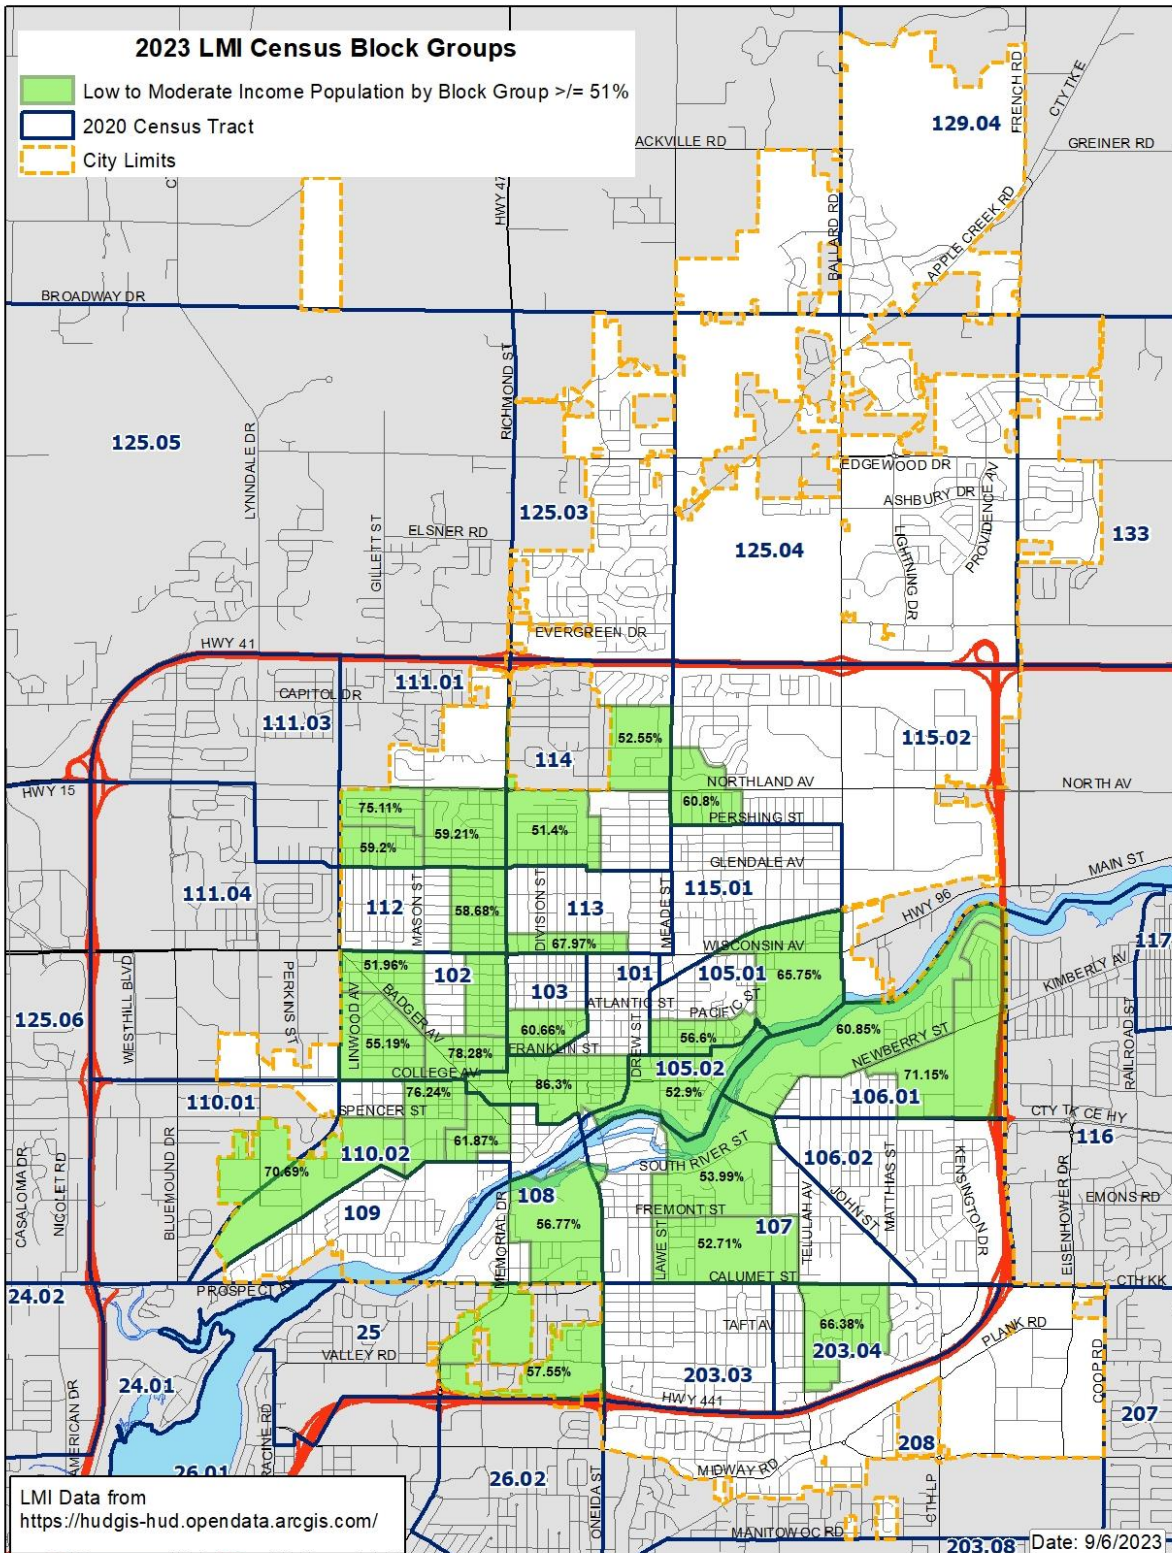 2023 LMI Census Block Groups
Low to Moderate Income Population by Block Group >/= 51%
2020 Census Tract
City Limits
ACKVILLE RD
HWY 47
BALLARD RD
FRENCH RD
CTY TK E
129.04
GREINER RD
APPLE CREEK RD
BROADWAY DR
RICHMOND ST
125.05
LYNNDALE DR
GILLETT ST
ELSNER RD
125.03
125.04
EDGEWOOD DR
ASHBURY DR
LIGHTNING DR
PROVIDENCE AV
133
EVERGREEN DR
HWY 41
CAPITOL DR
111.01
111.03
114
52.55%
115.02
HWY 15
NORTHLAND AV
NORTH AV
75.11%
59.21%
59.2%
51.4%
60.8%
PERSHING ST
GLENDALE AV
MAIN ST
111.04
112
MASON ST
58.68%
DIVISION ST
113
MEADE ST
115.01
HWY 96
67.97%
WISCONSIN AV
117
WESTHILL BLVD
PERKINS ST
51.96%
102
101
105.01
65.75%
KIMBERLY AV
125.06
LINWOOD AV
BADGER AV
103
ATLANTIC ST
PACIFIC ST
55.19%
78.28%
60.66%
FRANKLIN ST
DREW ST
56.6%
60.85%
NEWBERRY ST
RAILROAD ST
COLLEGE AV
86.3%
105.02
52.9%
71.15%
110.01
76.24%
106.01
SPENCER ST
CTY TK CE HY
116
61.87%
110.02
BLUEMOUND DR
70.69%
SOUTH RIVER ST
106.02
CASALOMA DR
NICOLET RD
108
53.99%
TELULAH AV
JOHN ST
MATTHIAS ST
KENSINGTON DR
EISENHOWER DR
EMONS RD
109
MEMORIAL DR
56.77%
LAWE ST
FREMONT ST
107
52.71%
CALUMET ST
CTH KK
24.02
PROSPECT
25
TAFT AV
66.38%
PLANK RD
VALLEY RD
57.55%
203.03
203.04
COOP RD
24.01
HWY 441
AMERICAN DR
RACINE RD
207
208
26.01
26.02
ONEIDA ST
MIDWAY RD
CTH LP
MANITOWOC RD
203.08
LMI Data from
https://hudgis-hud.opendata.arcgis.com/
Date: 9/6/2023